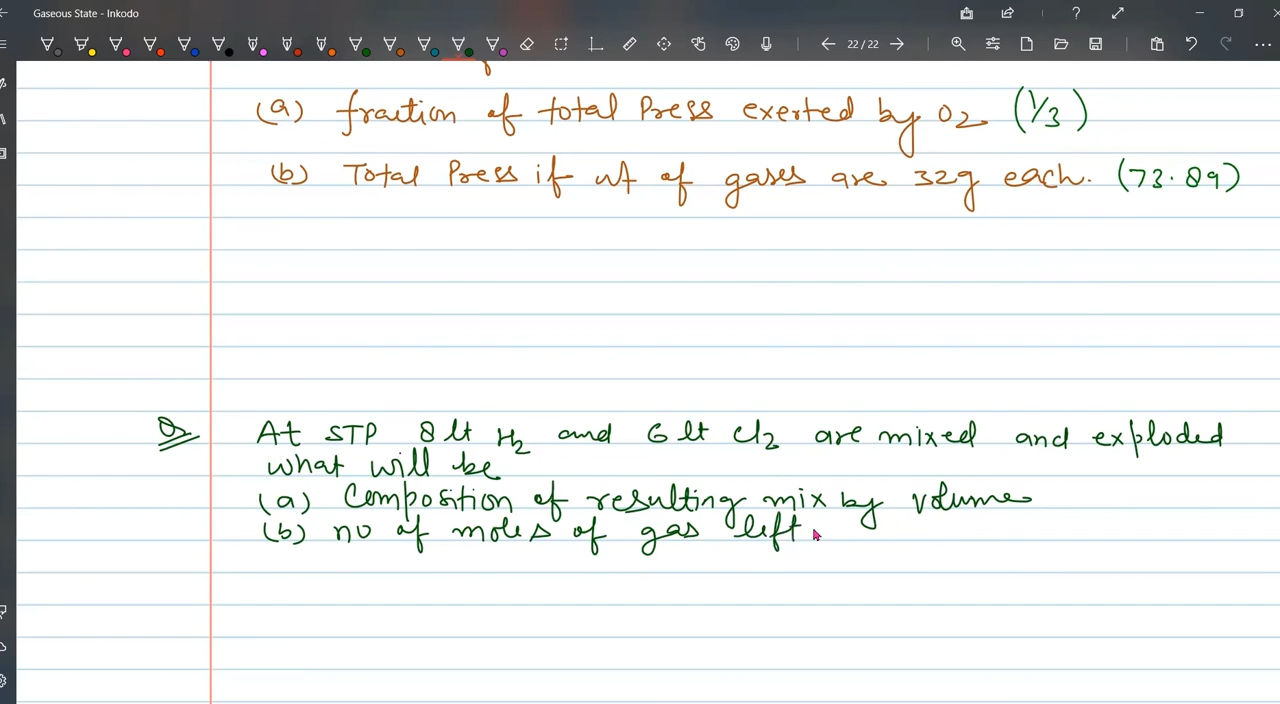 Gaseous State - Inkodo
22/22
(a) fraction of total Press exerted by O2 (1/3)
(b) Total Press if wt of gases are 32g each. (73.89)
Q At STP 8 lt H2 and 6 lt Cl2 are mixed and exploded
what will be
(a) Composition of resulting mix by volume
(b) no of moles of gas left